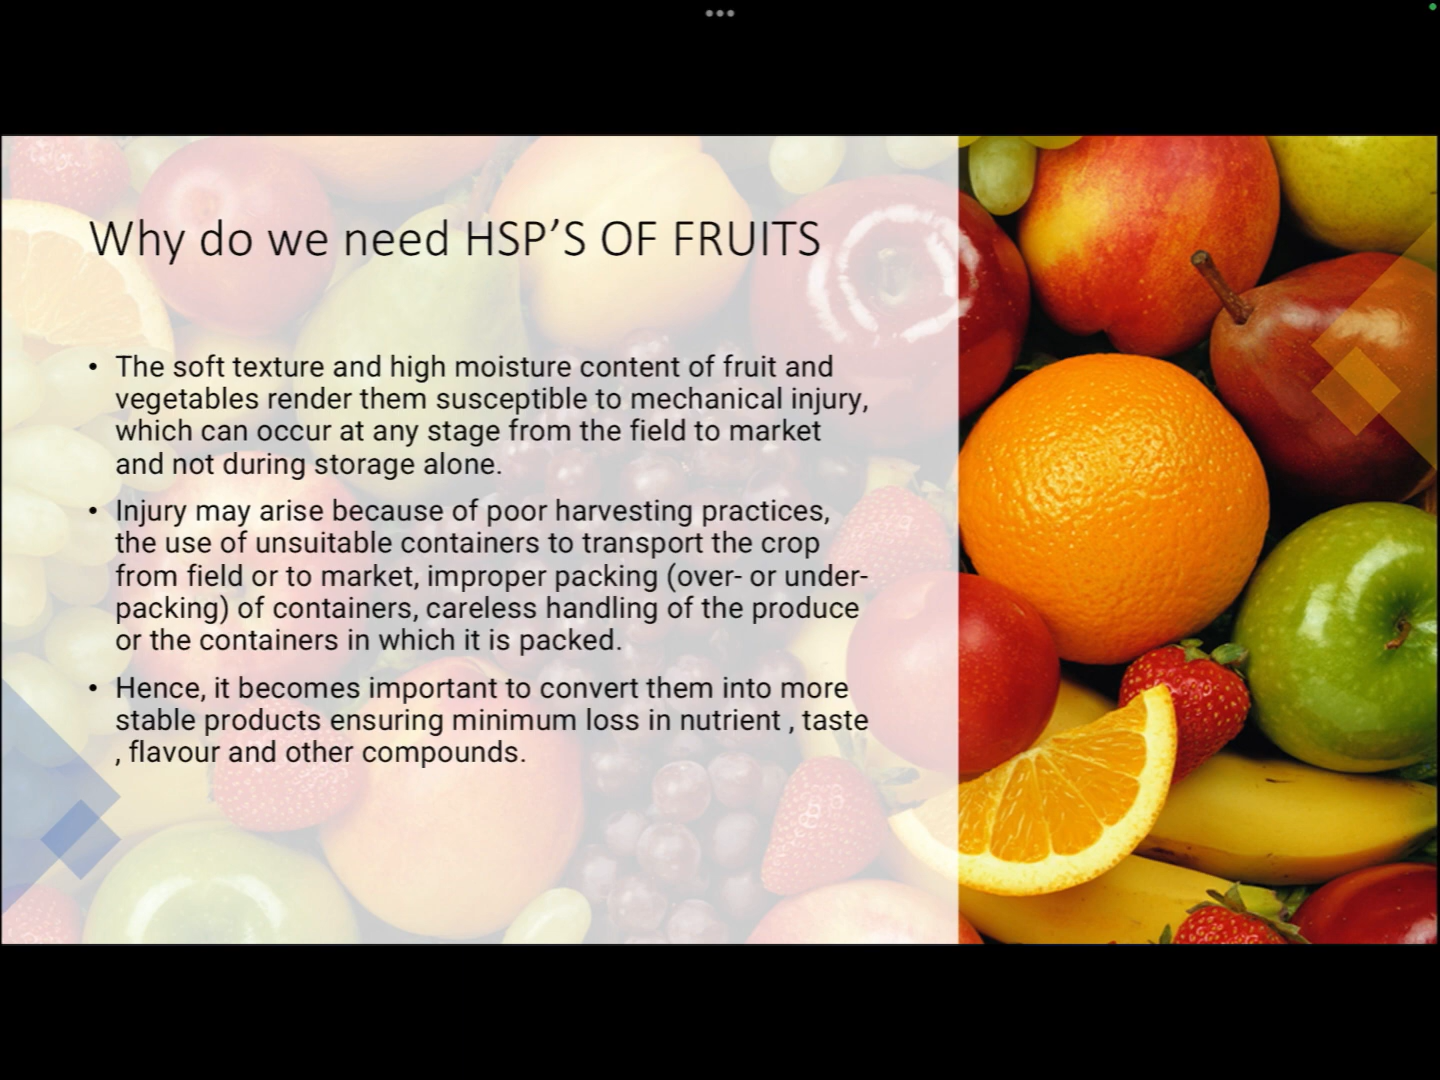 Why do we need HSP’S OF FRUITS
• The soft texture and high moisture content of fruit and
vegetables render them susceptible to mechanical injury,
which can occur at any stage from the field to market
and not during storage alone.
• Injury may arise because of poor harvesting practices,
the use of unsuitable containers to transport the crop
from field or to market, improper packing (over- or under-
packing) of containers, careless handling of the produce
or the containers in which it is packed.
• Hence, it becomes important to convert them into more
stable products ensuring minimum loss in nutrient , taste
, flavour and other compounds.